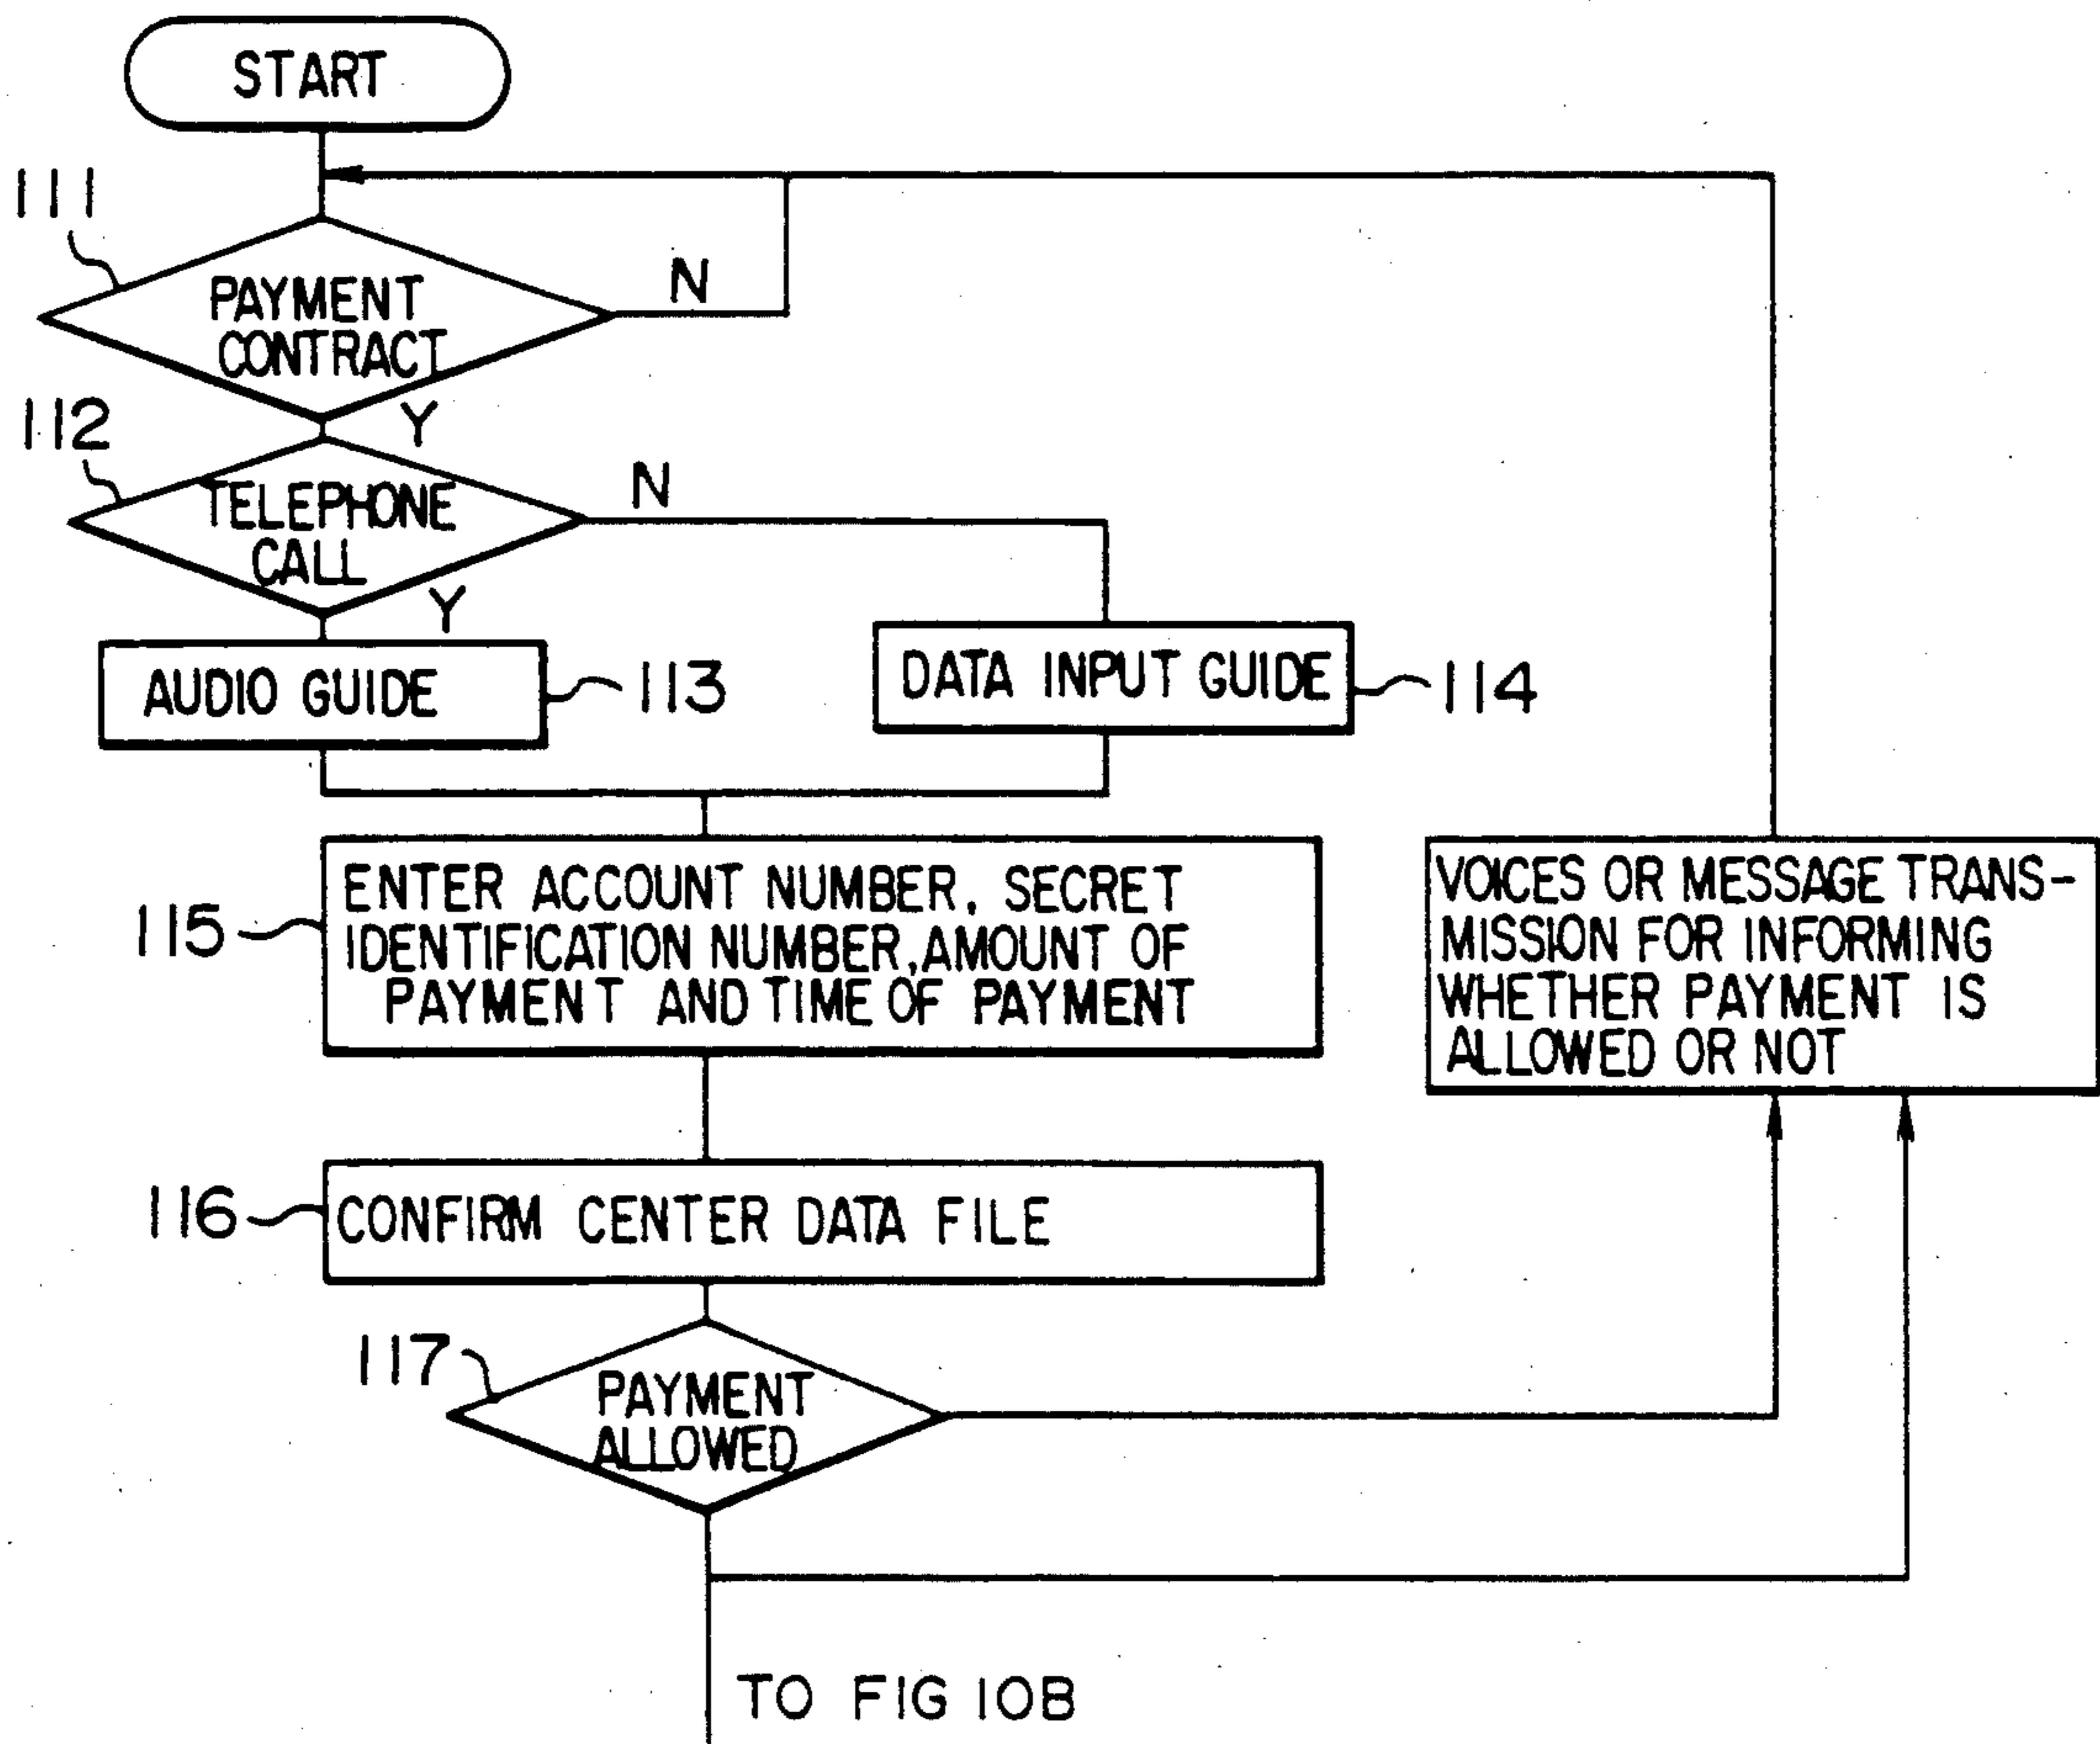 START
111
PAYMENT
CONTRACT
N
Y
112
TELEPHONE
CALL
N
Y
AUDIO GUIDE
113
DATA INPUT GUIDE
114
115
ENTER ACCOUNT NUMBER, SECRET
IDENTIFICATION NUMBER, AMOUNT OF
PAYMENT AND TIME OF PAYMENT
VOICES OR MESSAGE TRANS-
MISSION FOR INFORMING
WHETHER PAYMENT IS
ALLOWED OR NOT
116
CONFIRM CENTER DATA FILE
117
PAYMENT
ALLOWED
TO FIG 10B